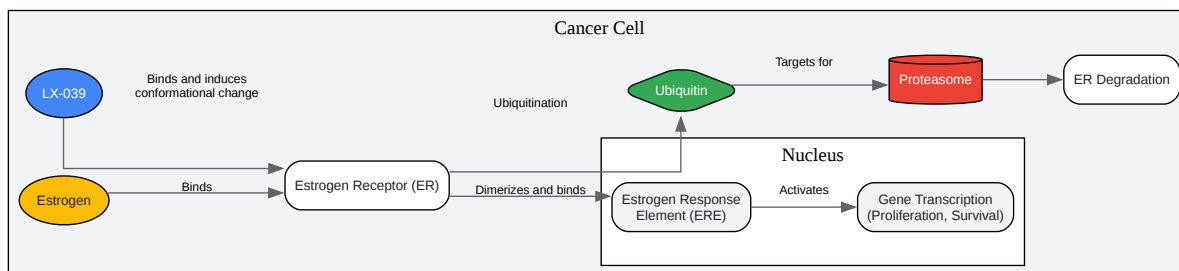 Cancer Cell
LX-039
Binds and induces
conformational change
Estrogen
Binds
Estrogen Receptor (ER)
Ubiquitination
Ubiquitin
Targets for
Proteasome
ER Degradation
Nucleus
Dimerizes and binds
Estrogen Response
Element (ERE)
Activates
Gene Transcription
(Proliferation, Survival)